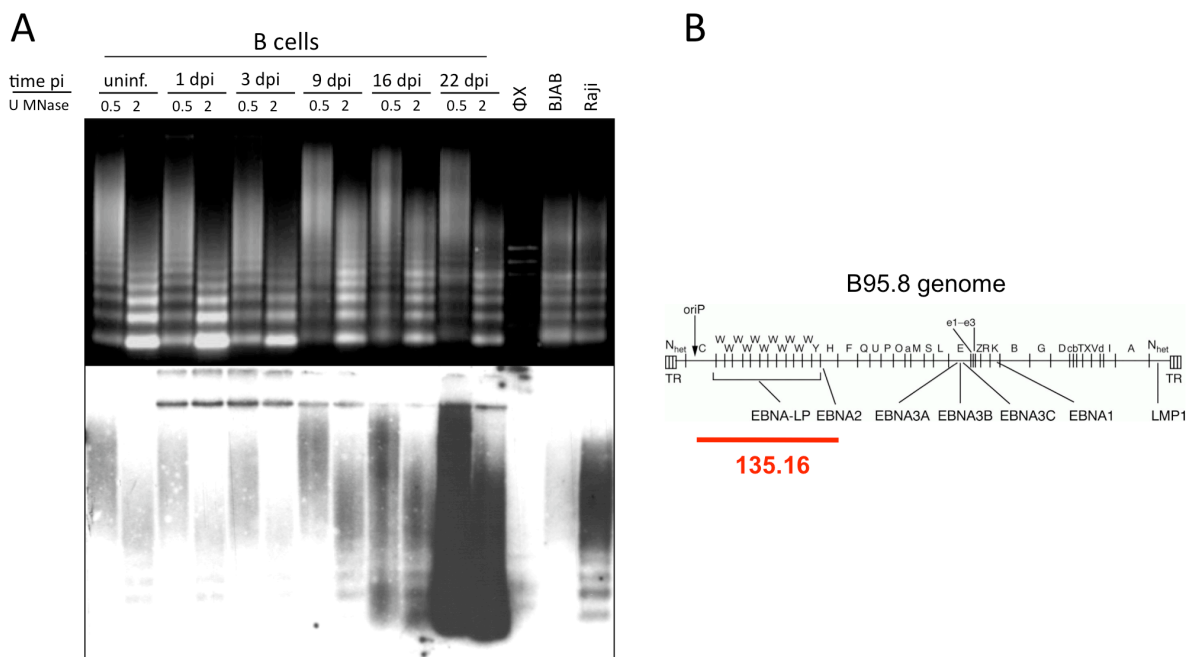 A
B cells
time pi uninf. 1 dpi 3 dpi 9 dpi 16 dpi 22 dpi ΦX BJAB Raji
U MNase 0.5 2 0.5 2 0.5 2 0.5 2 0.5 2 0.5 2
B
B95.8 genome
oriP e1–e3
W W W W W W
N_het C W W W W W W Y H F Q U P O a M S L E Z R K B G D c b T X V d I A N_het
TR TR
EBNA-LP EBNA2 EBNA3A EBNA3B EBNA3C EBNA1 LMP1
135.16